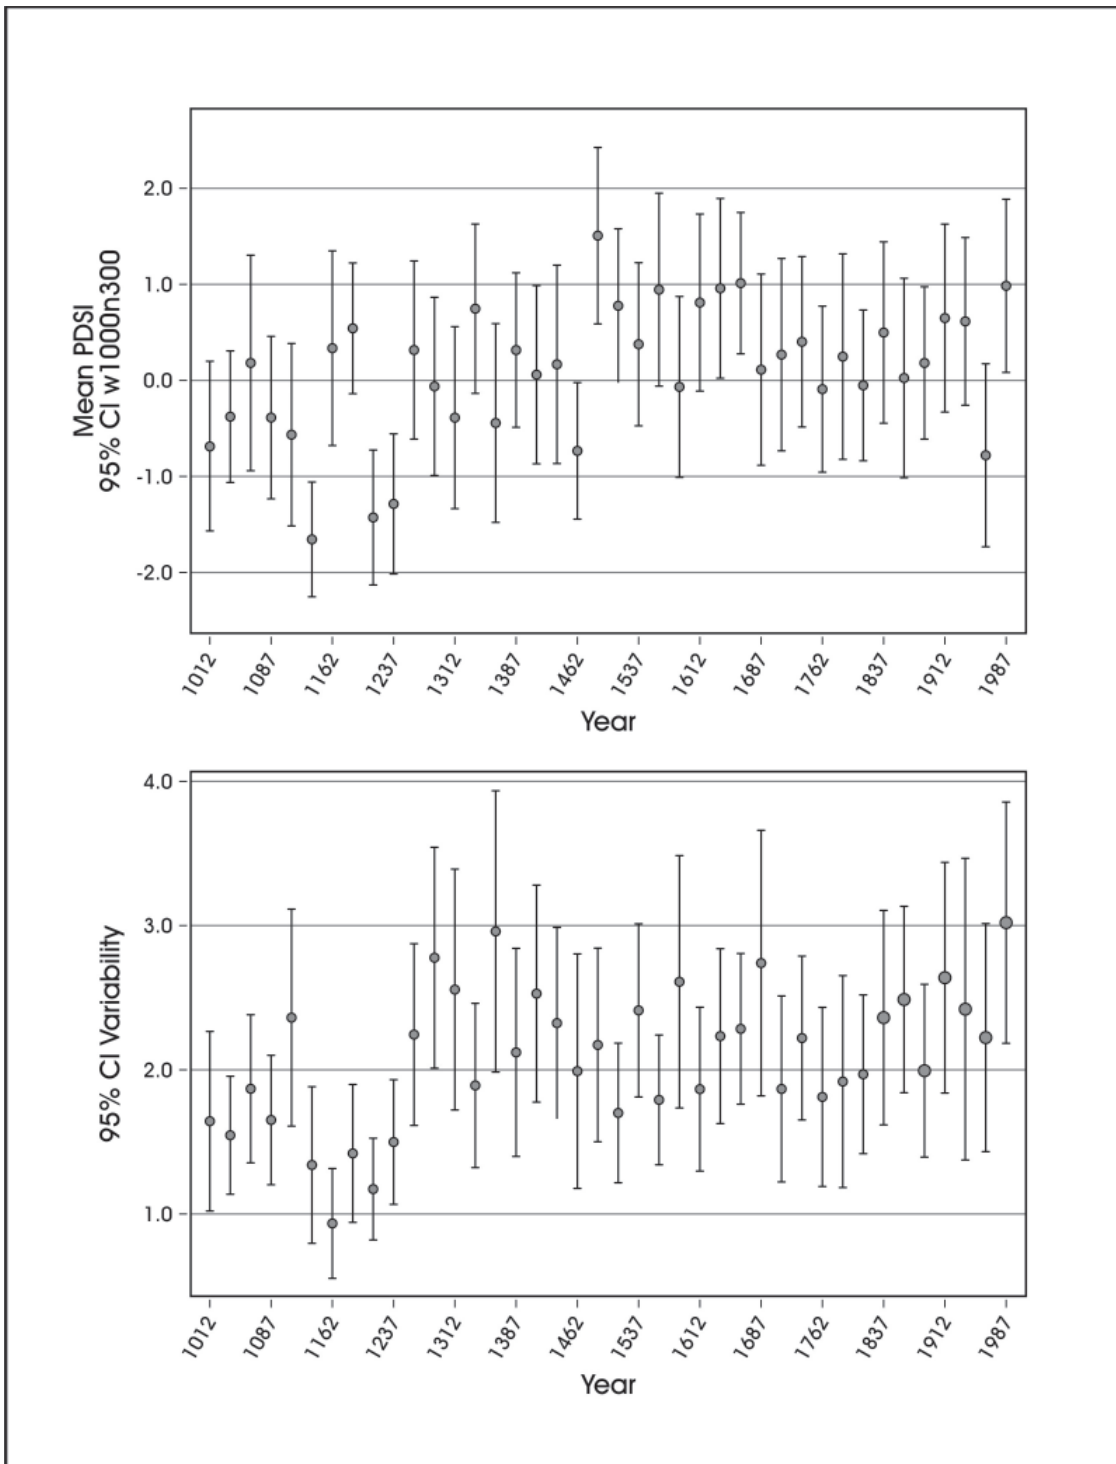 Mean PDSI
95% CI w1000n300
2.0
1.0
0.0
-1.0
-2.0
1012 1087 1162 1237 1312 1387 1462 1537 1612 1687 1762 1837 1912 1987
Year
95% CI Variability
4.0
3.0
2.0
1.0
1012 1087 1162 1237 1312 1387 1462 1537 1612 1687 1762 1837 1912 1987
Year